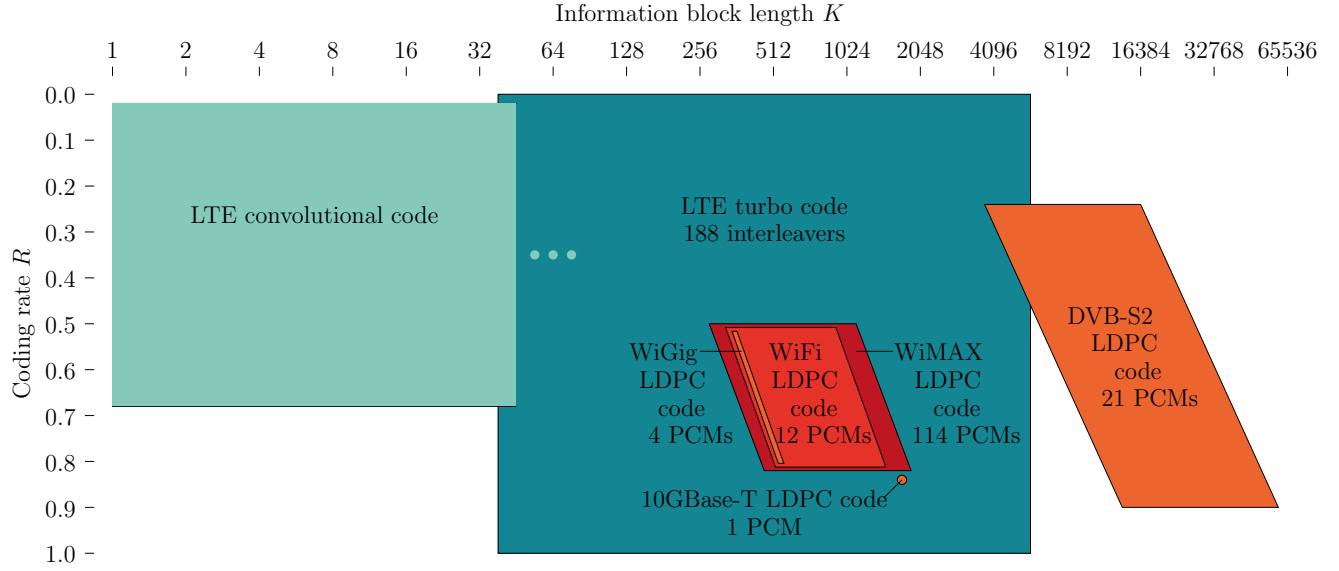 Information block length K
1 2 4 8 16 32 64 128 256 512 1024 2048 4096 8192 16384 32768 65536
Coding rate R
0.0
0.1
0.2
0.3
0.4
0.5
0.6
0.7
0.8
0.9
1.0
LTE convolutional code
LTE turbo code
188 interleavers
WiGig
LDPC
code
4 PCMs
WiFi
LDPC
code
12 PCMs
WiMAX
LDPC
code
114 PCMs
10GBase-T LDPC code
1 PCM
DVB-S2
LDPC
code
21 PCMs